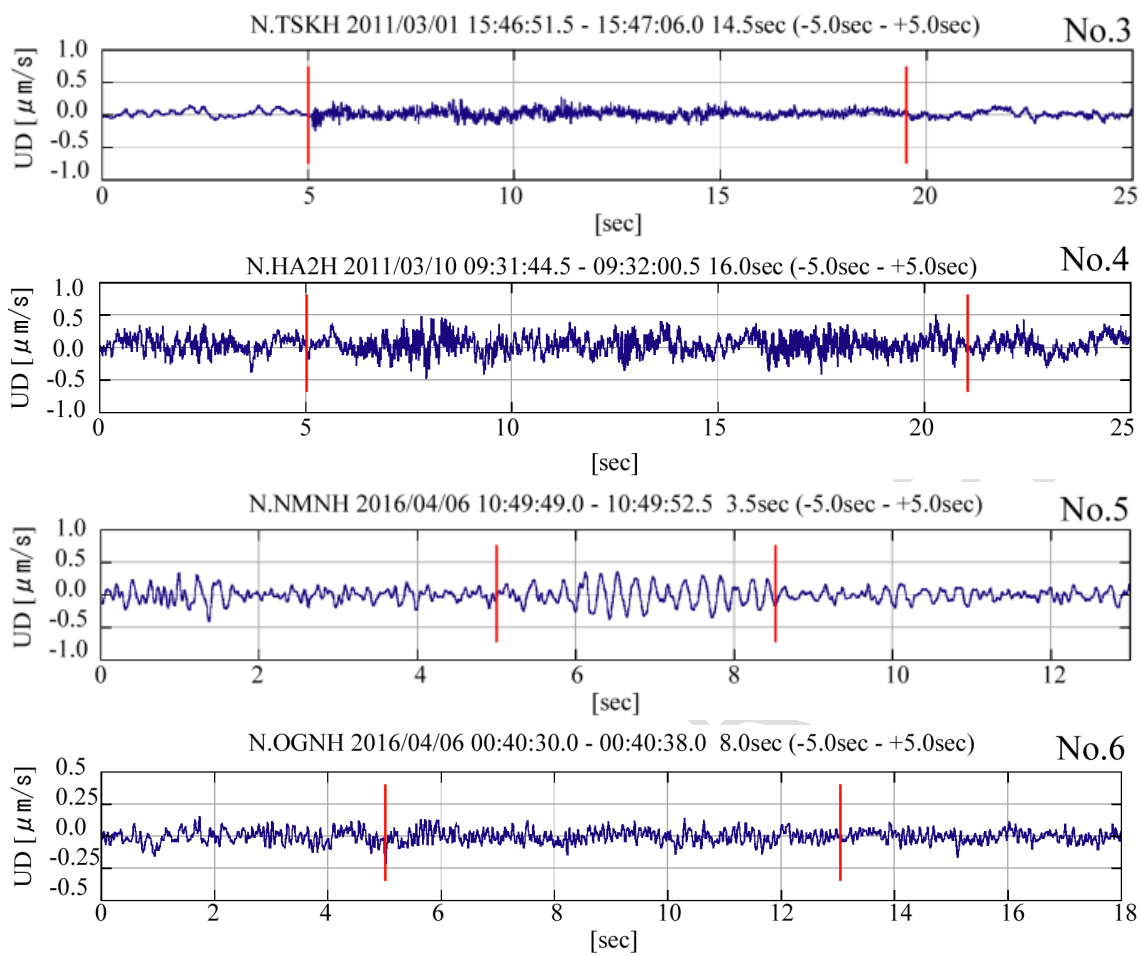 N.TSKH 2011/03/01 15:46:51.5 - 15:47:06.0 14.5sec (-5.0sec - +5.0sec) No.3
UD [μm/s]
1.0
0.5
0.0
-0.5
-1.0
0 5 10 15 20 25
[sec]
N.HA2H 2011/03/10 09:31:44.5 - 09:32:00.5 16.0sec (-5.0sec - +5.0sec) No.4
UD [μm/s]
1.0
0.5
0.0
-0.5
-1.0
0 5 10 15 20 25
[sec]
N.NMNH 2016/04/06 10:49:49.0 - 10:49:52.5 3.5sec (-5.0sec - +5.0sec) No.5
UD [μm/s]
1.0
0.5
0.0
-0.5
-1.0
0 2 4 6 8 10 12
[sec]
N.OGNH 2016/04/06 00:40:30.0 - 00:40:38.0 8.0sec (-5.0sec - +5.0sec) No.6
UD [μm/s]
0.5
0.25
0.0
-0.25
-0.5
0 2 4 6 8 10 12 14 16 18
[sec]